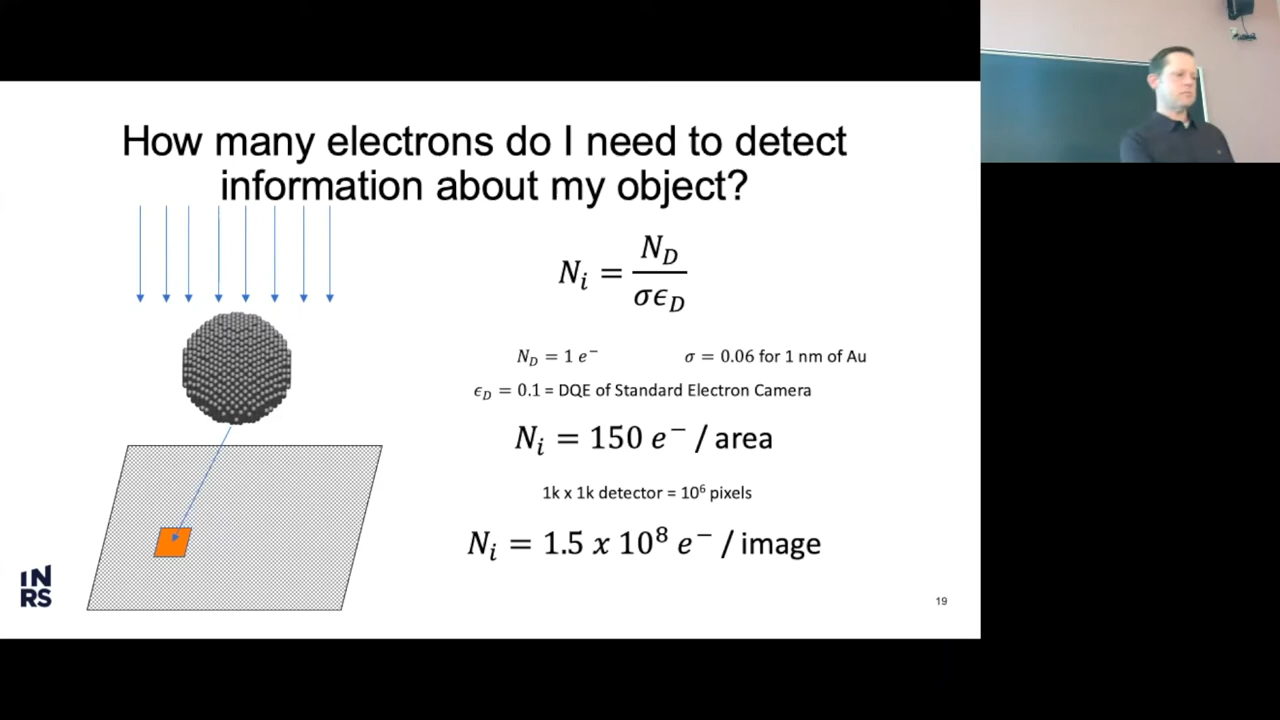 How many electrons do I need to detect
information about my object?
N_i = N_D / σϵ_D
N_D = 1 e⁻
σ = 0.06 for 1 nm of Au
ϵ_D = 0.1 = DQE of Standard Electron Camera
N_i = 150 e⁻ / area
1k x 1k detector = 10⁶ pixels
N_i = 1.5 x 10⁸ e⁻ / image
IN
RS
19